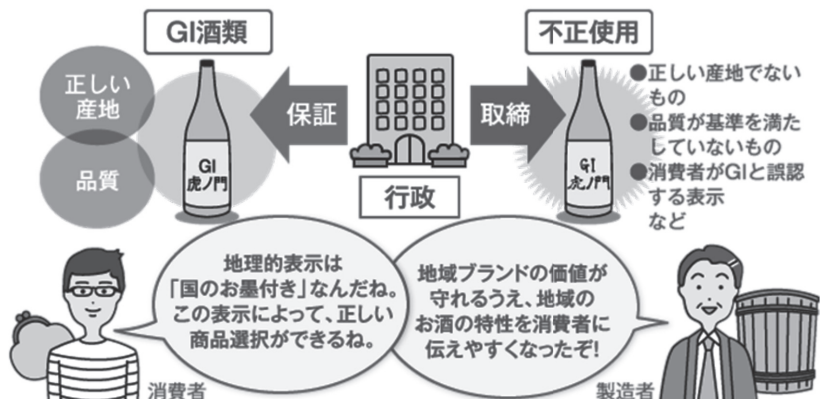 GI酒類
正しい
産地
品質
GI
虎ノ門
保証
行政
取締
不正使用
GI
虎ノ門
●正しい産地でない
もの
●品質が基準を満た
していないもの
●消費者がGIと誤認
する表示
など
地理的表示は
「国のお墨付き」なんだね。
この表示によって、正しい
商品選択ができるね。
消費者
地域ブランドの価値が
守れるうえ、地域の
お酒の特性を消費者に
伝えやすくなったぞ!
製造者